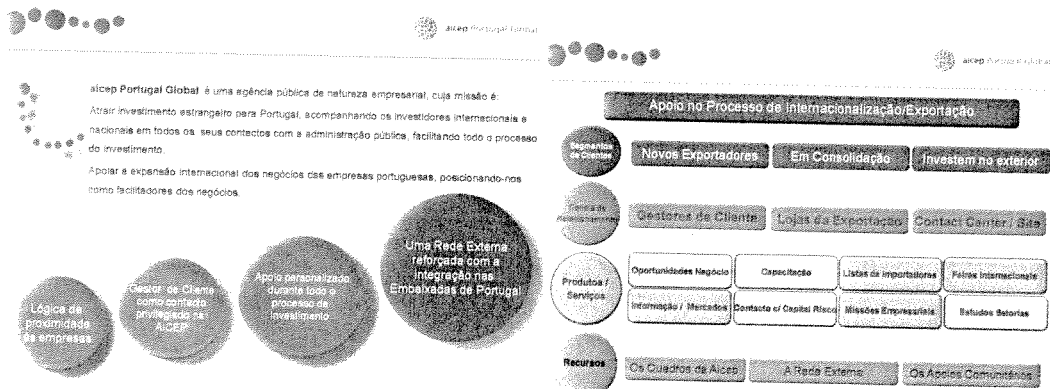 aicep Portugal Global
aicep Portugal Global é uma agência pública de natureza empresarial, cuja missão é:
Atrair investimento estrangeiro para Portugal, acompanhando os investidores internacionais e
nacionais em todos os seus contactos com a administração pública, facilitando todo o processo
do investimento.
Apoiar a expansão internacional dos negócios das empresas portuguesas, posicionando-nos
como facilitadores dos negócios.
Lógica de
proximidade
às empresas
Gestor de Cliente
como contacto
privilegiado na
AICEP
Apoio personalizado
durante todo o
processo de
investimento
Uma Rede Externa
reforçada com a
integração nas
Embaixadas de Portugal
aicep Portugal Global
Apoio no Processo de Internacionalização/Exportação
Segmentos
de Clientes
Novos Exportadores
Em Consolidação
Investem no exterior
Gestores de Cliente
Lojas da Exportação
Contact Center / Site
Produtos /
Serviços
Oportunidades Negócio
Capacitação
Listas de Importadores
Feiras Internacionais
Informação / Mercados
Contacto c/ Capital Risco
Missões Empresariais
Estudos Setoriais
Recursos
Os Quadros da Aicep
A Rede Externa
Os Apoios Comunitários